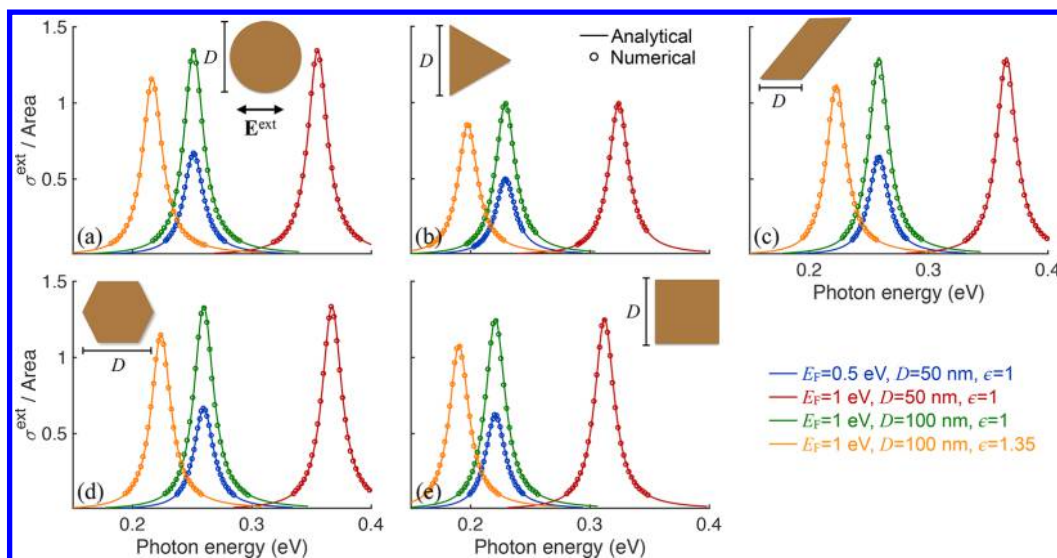 1.5
1
0.5
σ^ext / Area
(a)
D
E^ext
(b)
D
Analytical
Numerical
(c)
D
0.2 0.3 0.4
Photon energy (eV)
1.5
1
0.5
σ^ext / Area
(d)
D
0.2 0.3 0.4
Photon energy (eV)
(e)
D
0.2 0.3 0.4
Photon energy (eV)
E_F=0.5 eV, D=50 nm, ϵ=1
E_F=1 eV, D=50 nm, ϵ=1
E_F=1 eV, D=100 nm, ϵ=1
E_F=1 eV, D=100 nm, ϵ=1.35